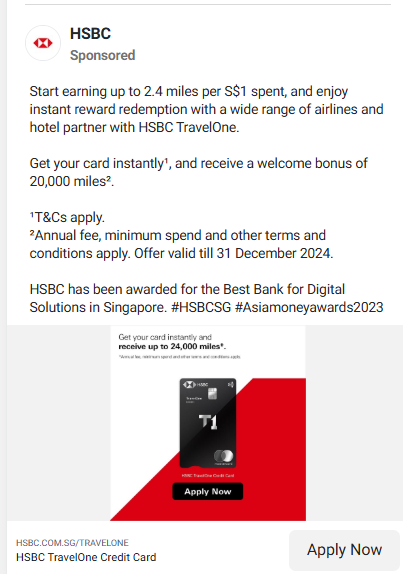 HSBC
Sponsored
Start earning up to 2.4 miles per S$1 spent, and enjoy
instant reward redemption with a wide range of airlines and
hotel partner with HSBC TravelOne.
Get your card instantly¹, and receive a welcome bonus of
20,000 miles².
¹T&Cs apply.
²Annual fee, minimum spend and other terms and
conditions apply. Offer valid till 31 December 2024.
HSBC has been awarded for the Best Bank for Digital
Solutions in Singapore. #HSBCSG #Asiamoneyawards2023
Get your card instantly and
receive up to 24,000 miles*.
*Annual fee, minimum spend and other terms and conditions apply.
HSBC
TravelOne
T1
HSBC TravelOne Credit Card
Apply Now
HSBC.COM.SG/TRAVELONE
HSBC TravelOne Credit Card
Apply Now